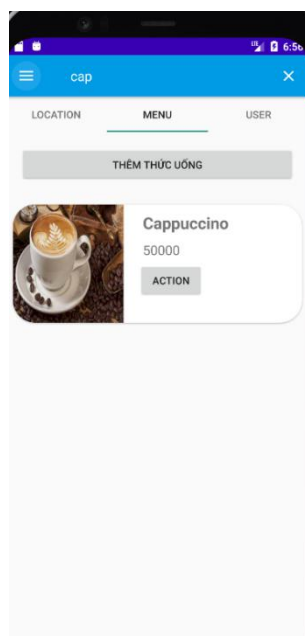 6:56
cap
LOCATION MENU USER
THÊM THỨC UỐNG
Cappuccino
50000
ACTION